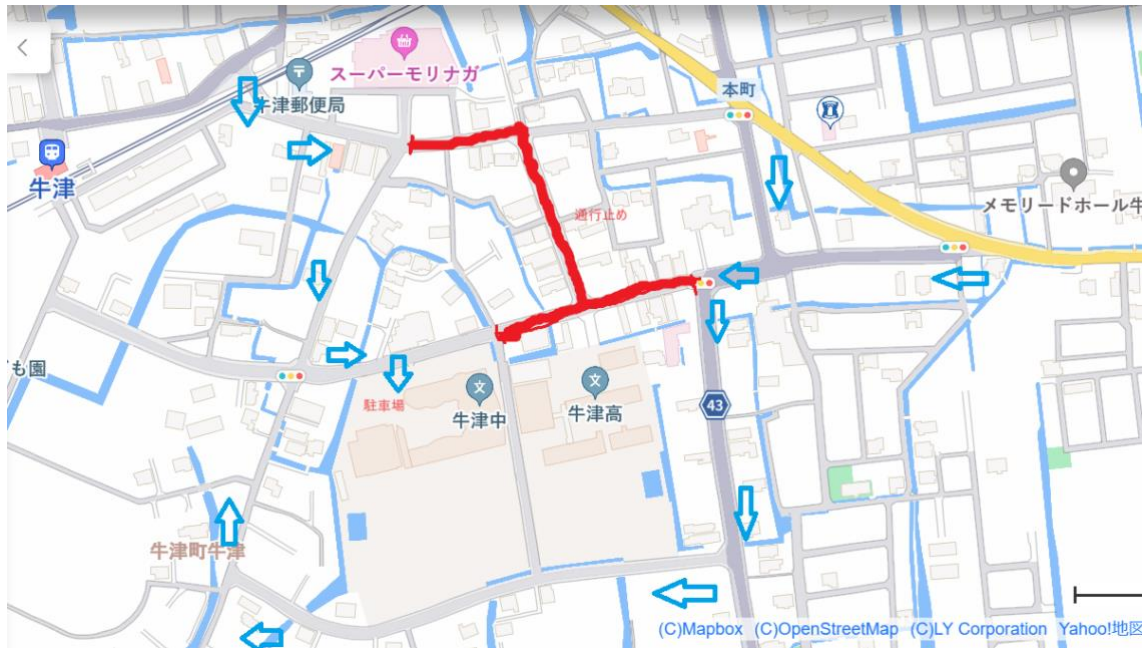 スーパーモリナガ
牛津郵便局
本町
牛津
メモリードホール牛
通行止め
も園
43
文
文
牛津中
牛津高
駐車場
牛津町牛津
(C)Mapbox (C)OpenStreetMap (C)LY Corporation Yahoo!地図